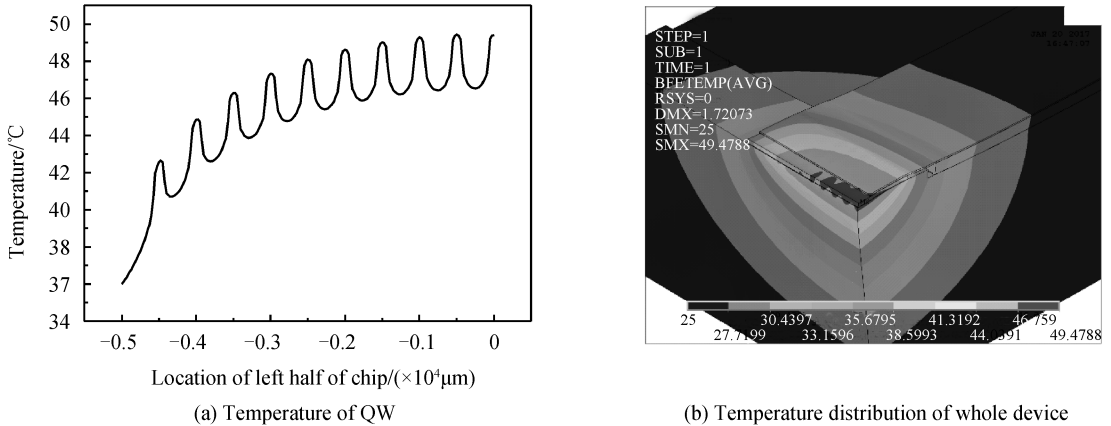 50
48
46
44
42
40
38
37
34
Temperature/℃
−0.5 −0.4 −0.3 −0.2 −0.1 0
Location of left half of chip/(×10⁴μm)
(a) Temperature of QW
STEP=1
SUB=1
TIME=1
BFETEMP(AVG)
RSYS=0
DMX=1.72073
SMN=25
SMX=49.4788
25 30.4397 35.6795 41.3192 46.759
27.7199 33.1596 38.5993 49.4788
(b) Temperature distribution of whole device